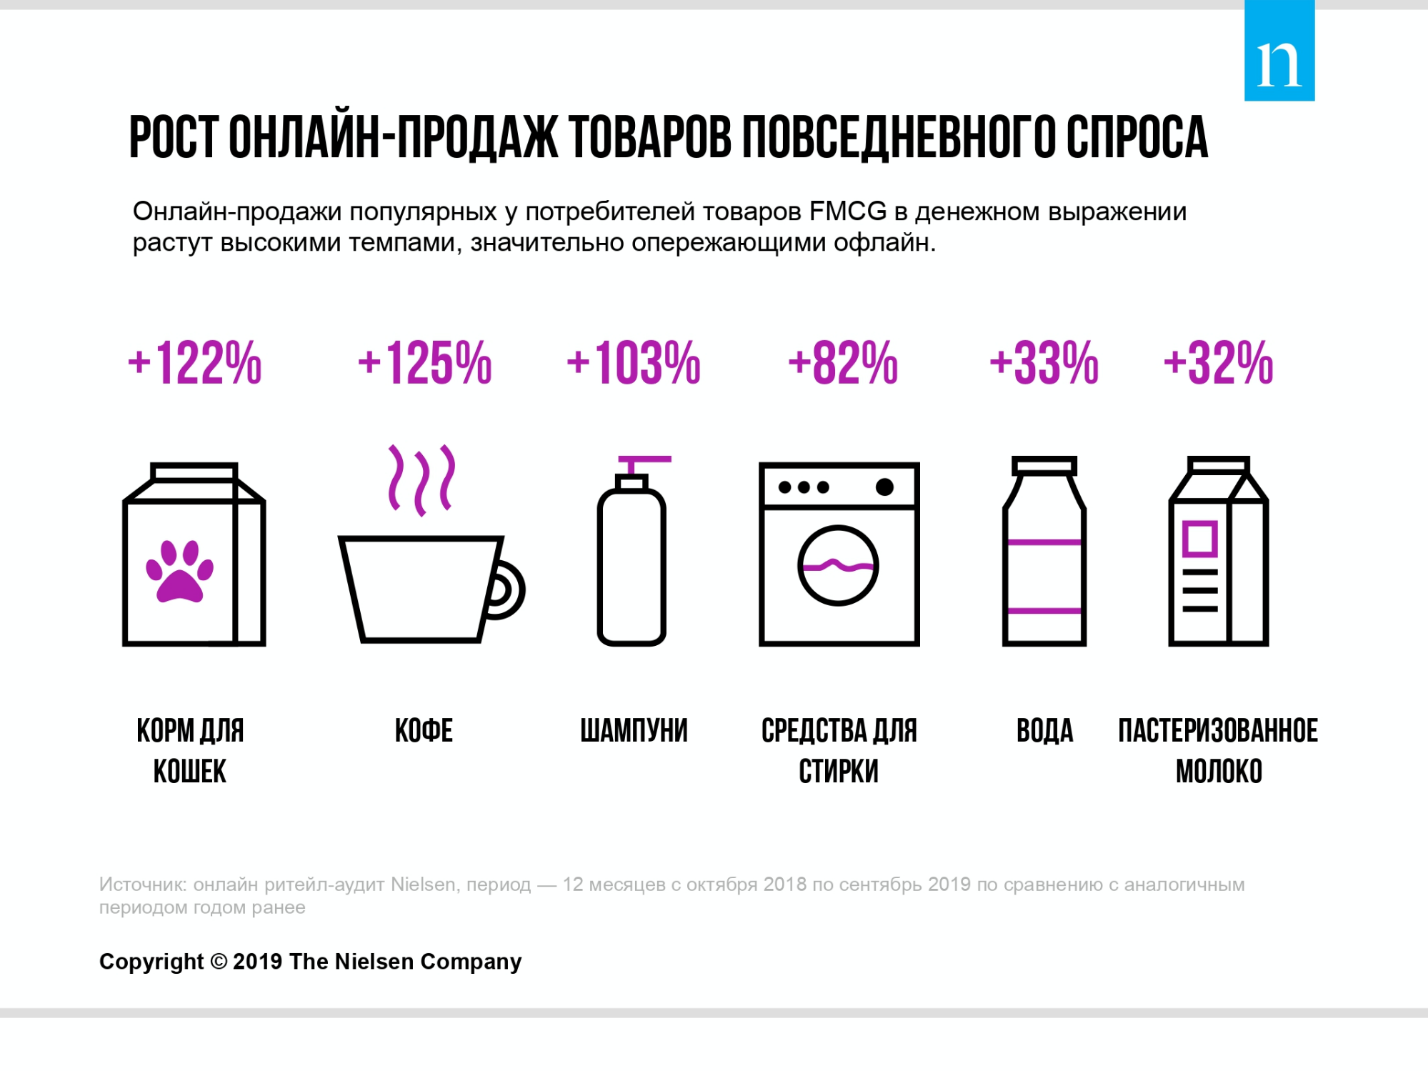 n
РОСТ ОНЛАЙН-ПРОДАЖ ТОВАРОВ ПОВСЕДНЕВНОГО СПРОСА
Онлайн-продажи популярных у потребителей товаров FMCG в денежном выражении
растут высокими темпами, значительно опережающими офлайн.
+122% +125% +103% +82% +33% +32%
КОРМ ДЛЯ КОФЕ ШАМПУНИ СРЕДСТВА ДЛЯ ВОДА ПАСТЕРИЗОВАННОЕ
КОШЕК СТИРКИ МОЛОКО
Источник: онлайн ритейл-аудит Nielsen, период — 12 месяцев с октября 2018 по сентябрь 2019 по сравнению с аналогичным
периодом годом ранее
Copyright © 2019 The Nielsen Company